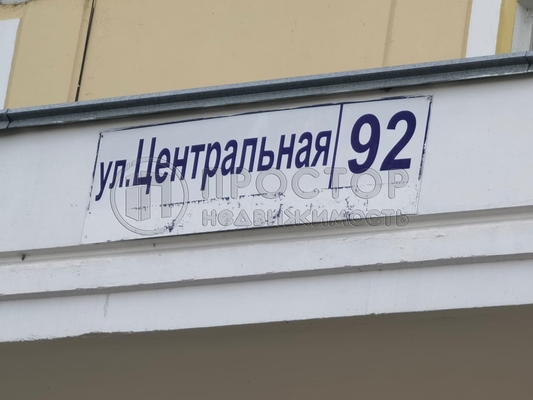 ул.Центральная 92
ПРОСТОР
недвижимость